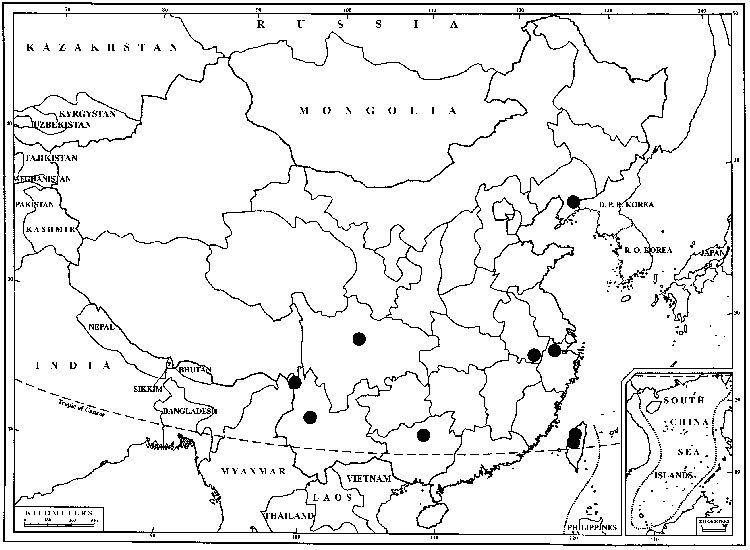 R U S S I A
KAZAKHSTAN
MONGOLIA
KYRGYSTAN
UZBEKISTAN
TAJIKISTAN
AFGHANISTAN
PAKISTAN
KASHMIR
D. P. R. KOREA
R. O. KOREA
JAPAN
NEPAL
INDIA
BHUTAN
SIKKIM
BANGLADESH
Tropic of Cancer
MYANMAR
VIETNAM
LAOS
THAILAND
PHILIPPINES
SOUTH
CHINA
SEA
ISLANDS
KILOMETERS